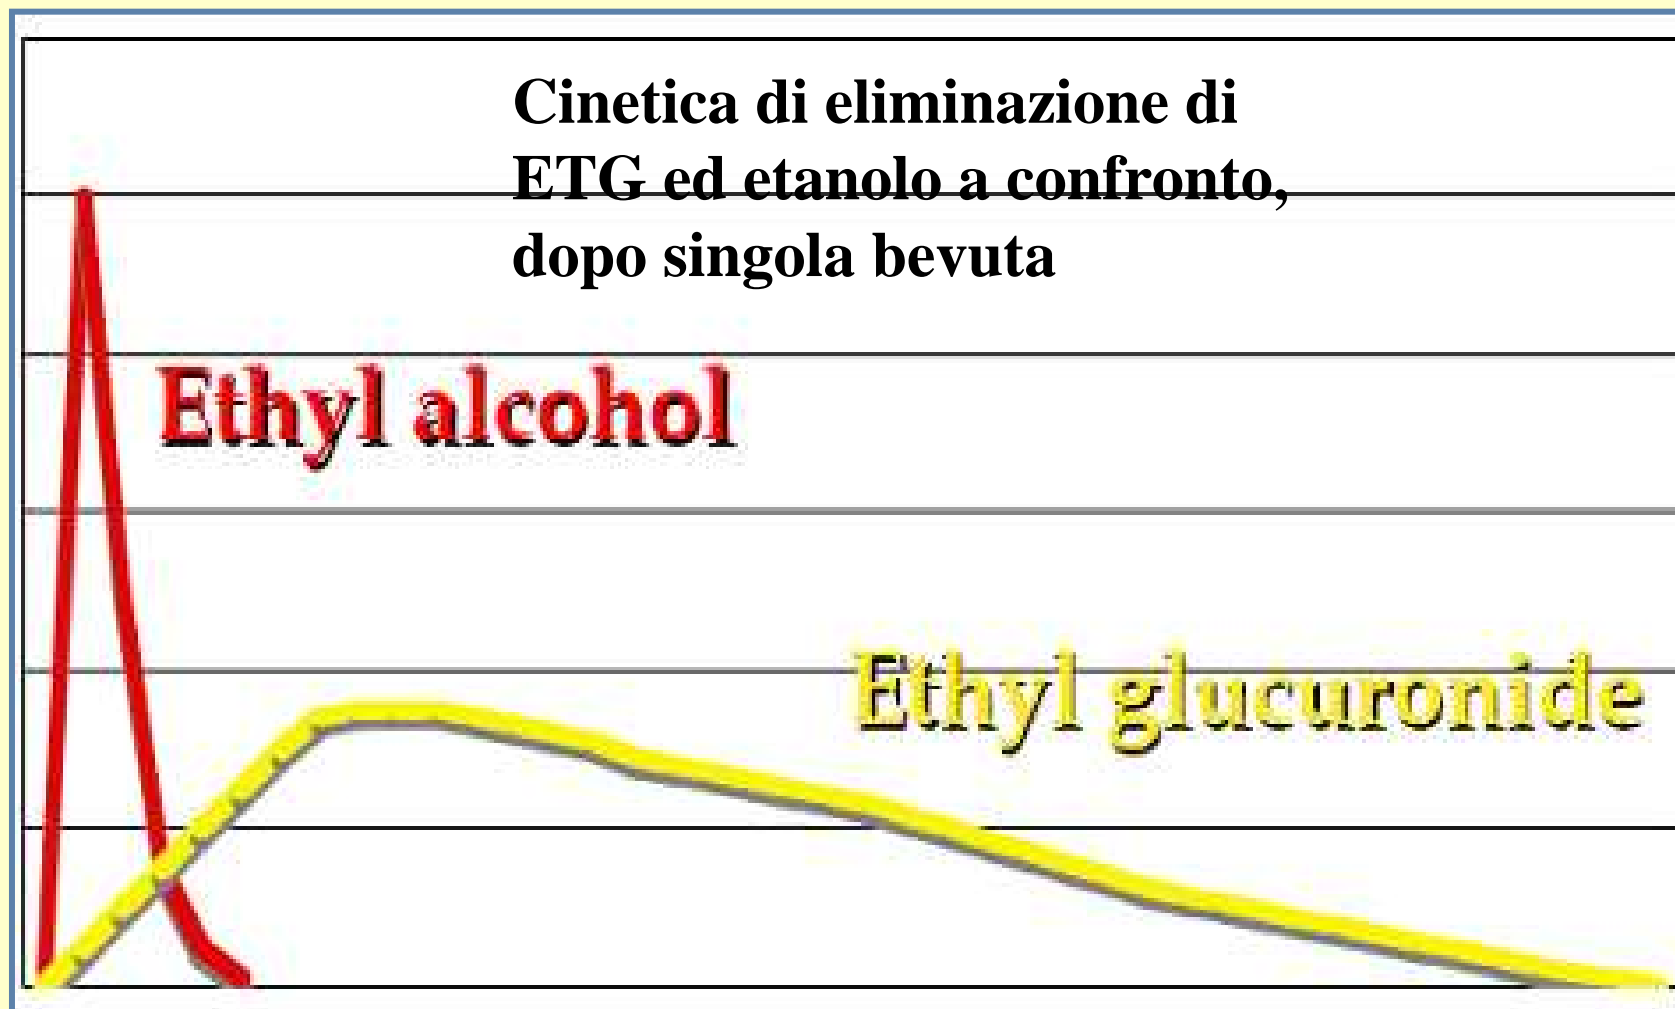 Cinetica di eliminazione di
ETG ed etanolo a confronto,
dopo singola bevuta
Ethyl alcohol
Ethyl glucuronide